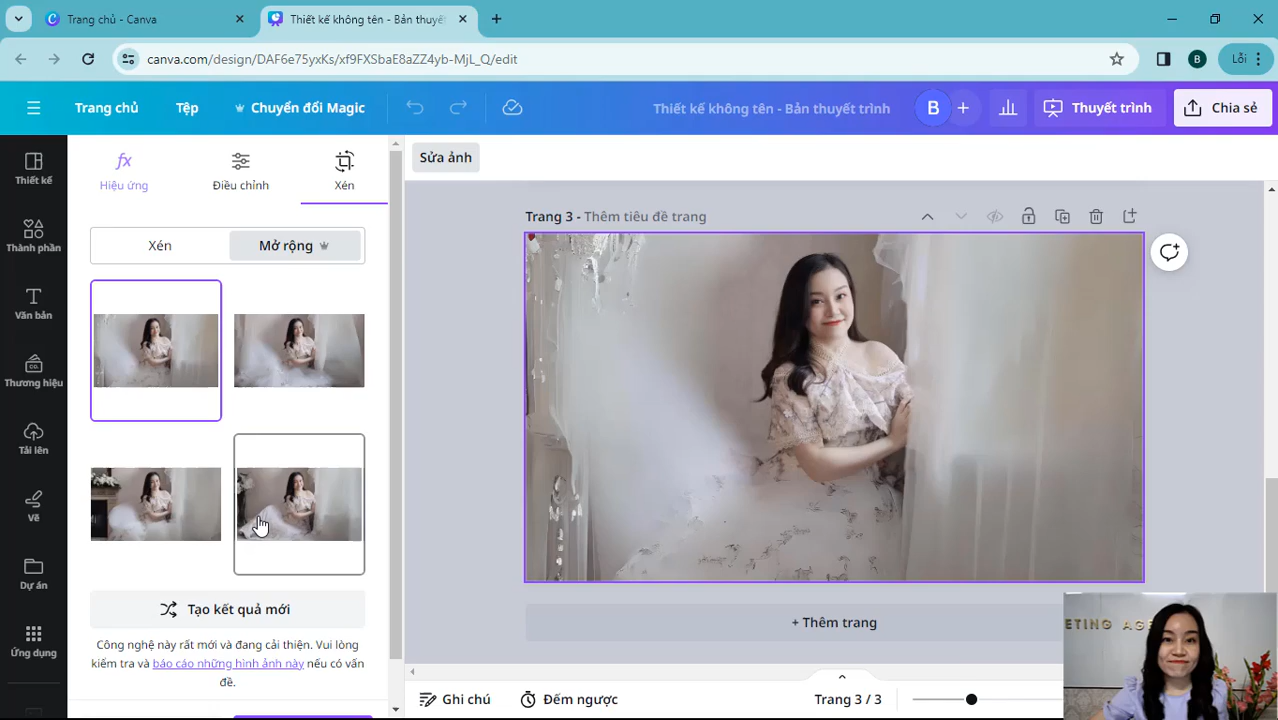 Trang chủ - Canva
Thiết kế không tên - Bản thuyết
canva.com/design/DAF6e75yxKs/xf9FXSbaE8aZZ4yb-MjL_Q/edit
B
Lỗi
Trang chủ
Tệp
Chuyển đổi Magic
Thiết kế không tên - Bản thuyết trình
B
Thuyết trình
Chia sẻ
Thiết kế
Thành phần
Văn bản
CO.
Thương hiệu
Tải lên
Vẽ
Dự án
Ứng dụng
fx
Hiệu ứng
Điều chỉnh
Xén
Xén
Mở rộng
Tạo kết quả mới
Công nghệ này rất mới và đang cải thiện. Vui lòng
kiểm tra và báo cáo những hình ảnh này nếu có vấn
đề.
Sửa ảnh
Trang 3 - Thêm tiêu đề trang
+ Thêm trang
Ghi chú
Đếm ngược
Trang 3 / 3